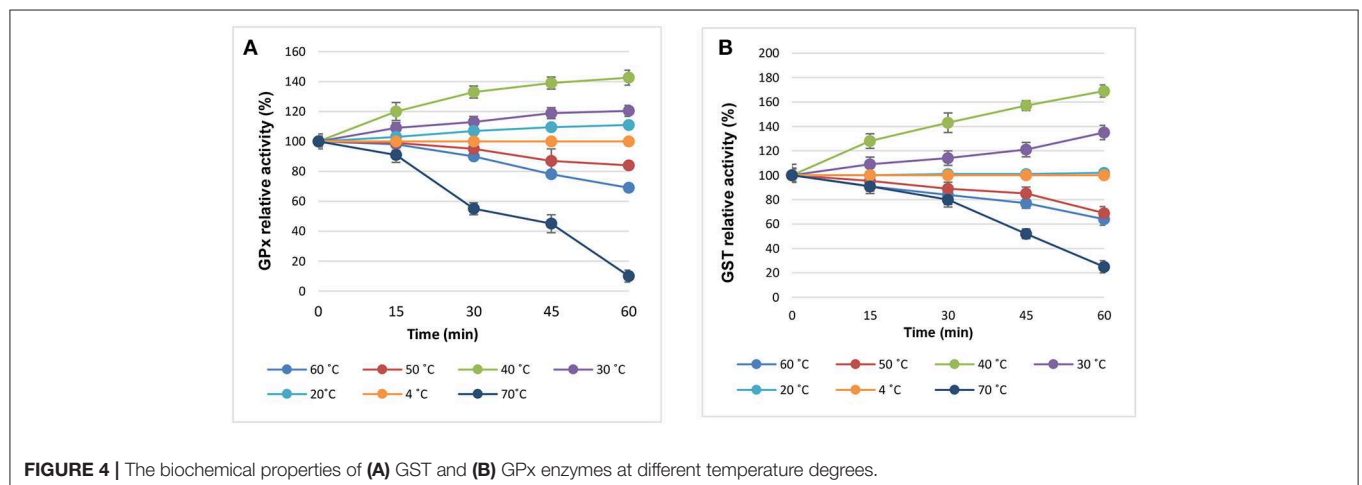 A
GPx relative activity (%)
160
140
120
100
80
60
40
20
0
0 15 30 45 60
Time (min)
60 ˚C 50 ˚C 40 ˚C 30 ˚C
20˚C 4 ˚C 70˚C
B
GST relative activity (%)
200
180
160
140
120
100
80
60
40
20
0
0 15 30 45 60
Time (min)
60 ˚C 50 ˚C 40 ˚C 30 ˚C
20 ˚C 4 ˚C 70˚C
FIGURE 4 | The biochemical properties of (A) GST and (B) GPx enzymes at different temperature degrees.